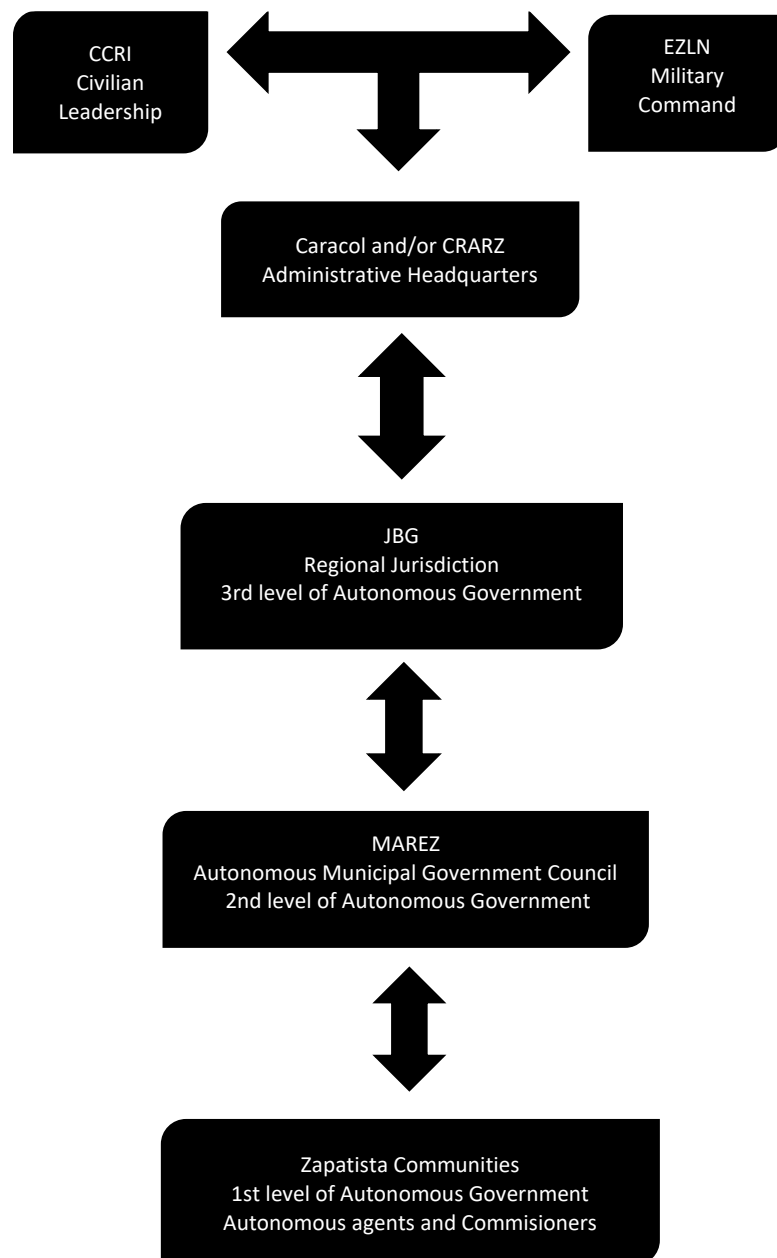 CCRI
Civilian
Leadership
EZLN
Military
Command
Caracol and/or CRARZ
Administrative Headquarters
JBG
Regional Jurisdiction
3rd level of Autonomous Government
MAREZ
Autonomous Municipal Government Council
2nd level of Autonomous Government
Zapatista Communities
1st level of Autonomous Government
Autonomous agents and Commisioners